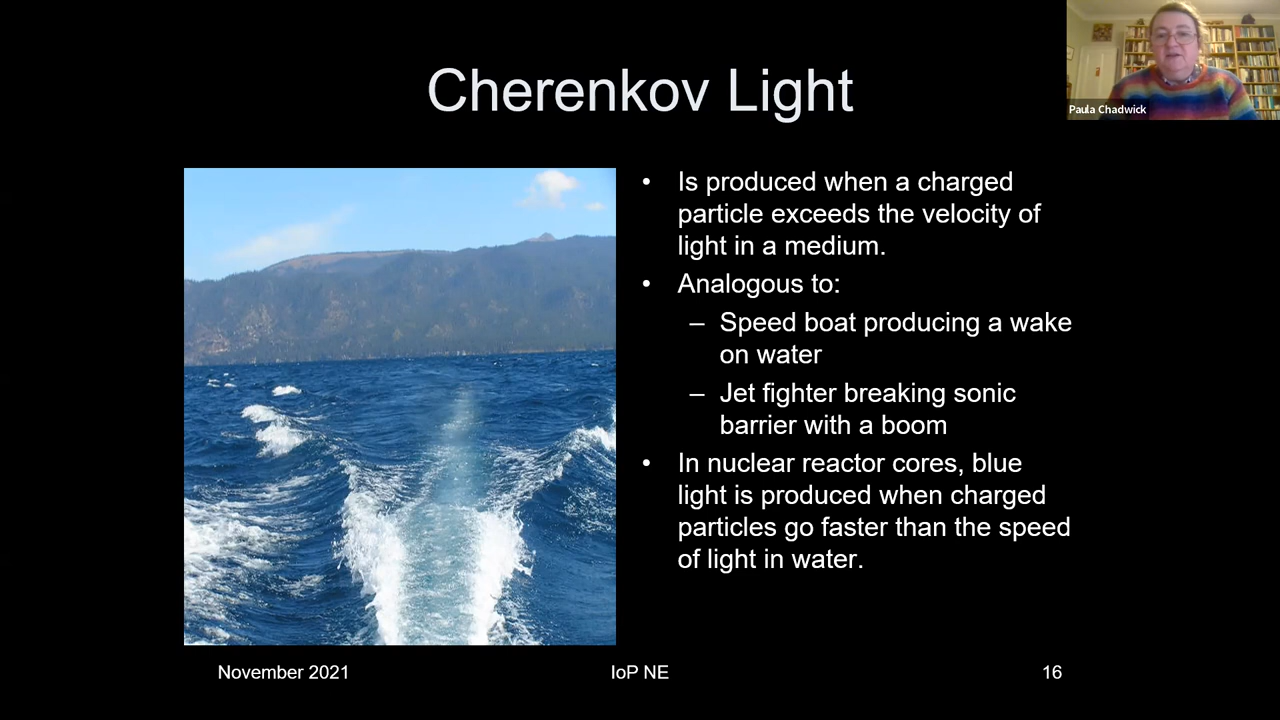 Cherenkov Light
Paula Chadwick
• Is produced when a charged
particle exceeds the velocity of
light in a medium.
• Analogous to:
– Speed boat producing a wake
on water
– Jet fighter breaking sonic
barrier with a boom
• In nuclear reactor cores, blue
light is produced when charged
particles go faster than the speed
of light in water.
November 2021
IoP NE
16